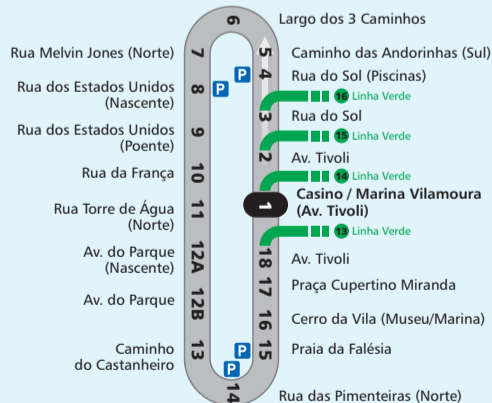 6
Largo dos 3 Caminhos
Rua Melvin Jones (Norte)
7
5
Caminho das Andorinhas (Sul)
P
4
Rua do Sol (Piscinas)
Rua dos Estados Unidos
(Nascente)
8
P
16 Linha Verde
3
Rua do Sol
Rua dos Estados Unidos
(Poente)
9
15 Linha Verde
2
Av. Tivoli
Rua da França
10
14 Linha Verde
1
Casino / Marina Vilamoura
(Av. Tivoli)
Rua Torre de Água
(Norte)
11
13 Linha Verde
Av. do Parque
(Nascente)
12A
18
Av. Tivoli
17
Praça Cupertino Miranda
Av. do Parque
12B
16
Cerro da Vila (Museu/Marina)
Caminho
do Castanheiro
13
P
15
Praia da Falésia
P
14
Rua das Pimenteiras (Norte)